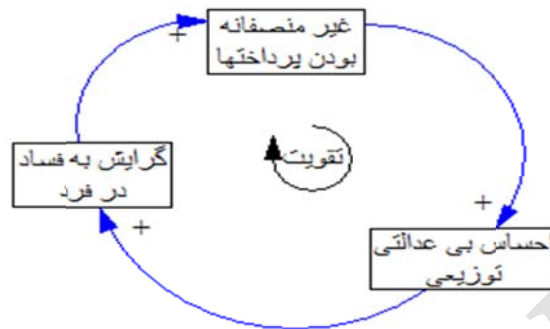 غیر منصفانه
بودن پرداختها
+
تقویت
گرایش به فساد
در فرد
+
+
احساس بی عدالتی
توزیعی